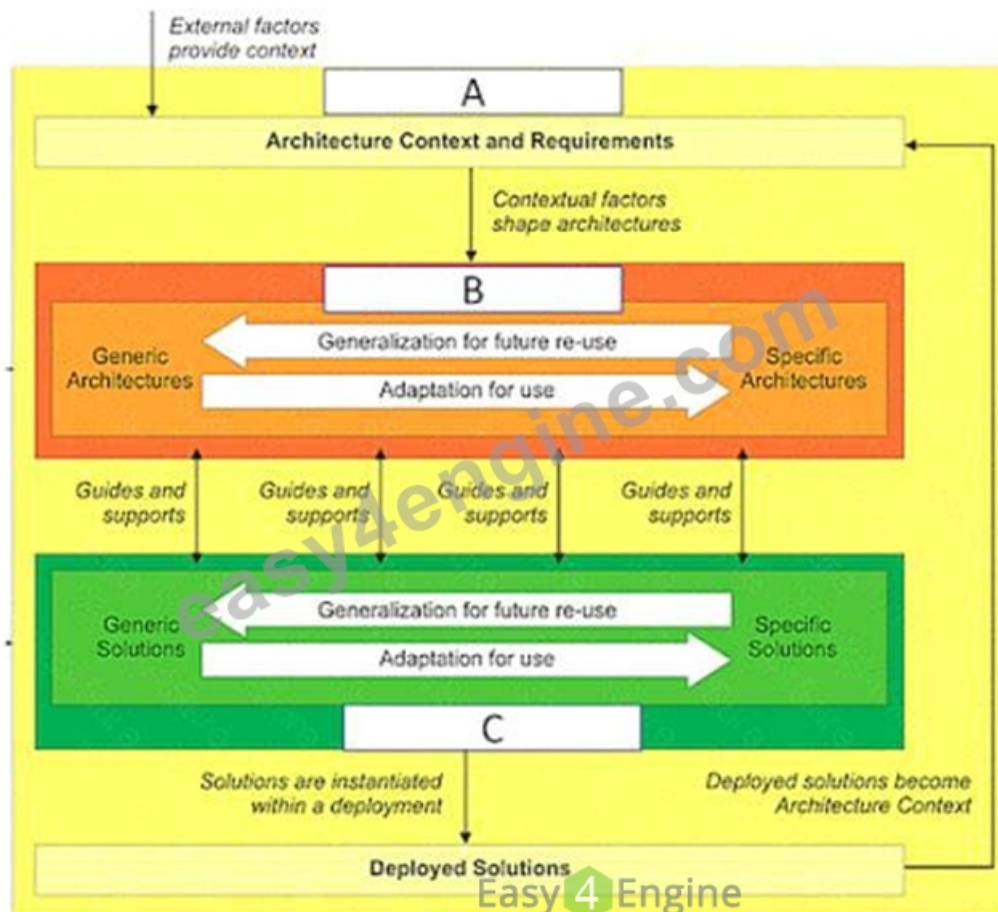 External factors
provide context
A
Architecture Context and Requirements
Contextual factors
shape architectures
B
Generalization for future re-use
Generic
Architectures
Specific
Architectures
Adaptation for use
Guides and
supports
Guides and
supports
Guides and
supports
Guides and
supports
Generalization for future re-use
Generic
Solutions
Specific
Solutions
Adaptation for use
C
Solutions are instantiated
within a deployment
Deployed solutions become
Architecture Context
Deployed Solutions
easy4engine.com
Easy 4 Engine